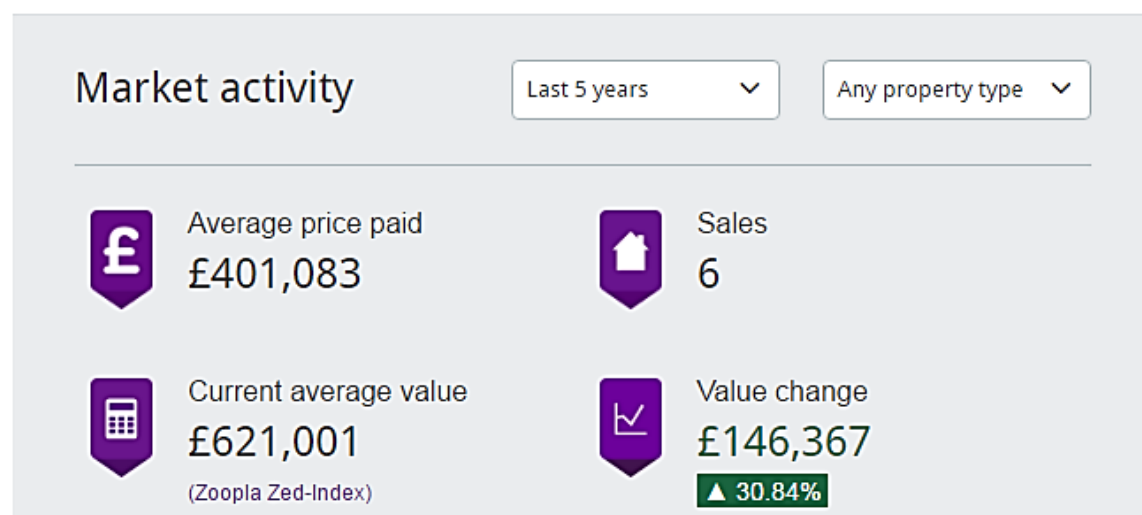 Market activity
Last 5 years
Any property type
Average price paid
£401,083
Sales
6
Current average value
£621,001
(Zoopla Zed-Index)
Value change
£146,367
▲ 30.84%